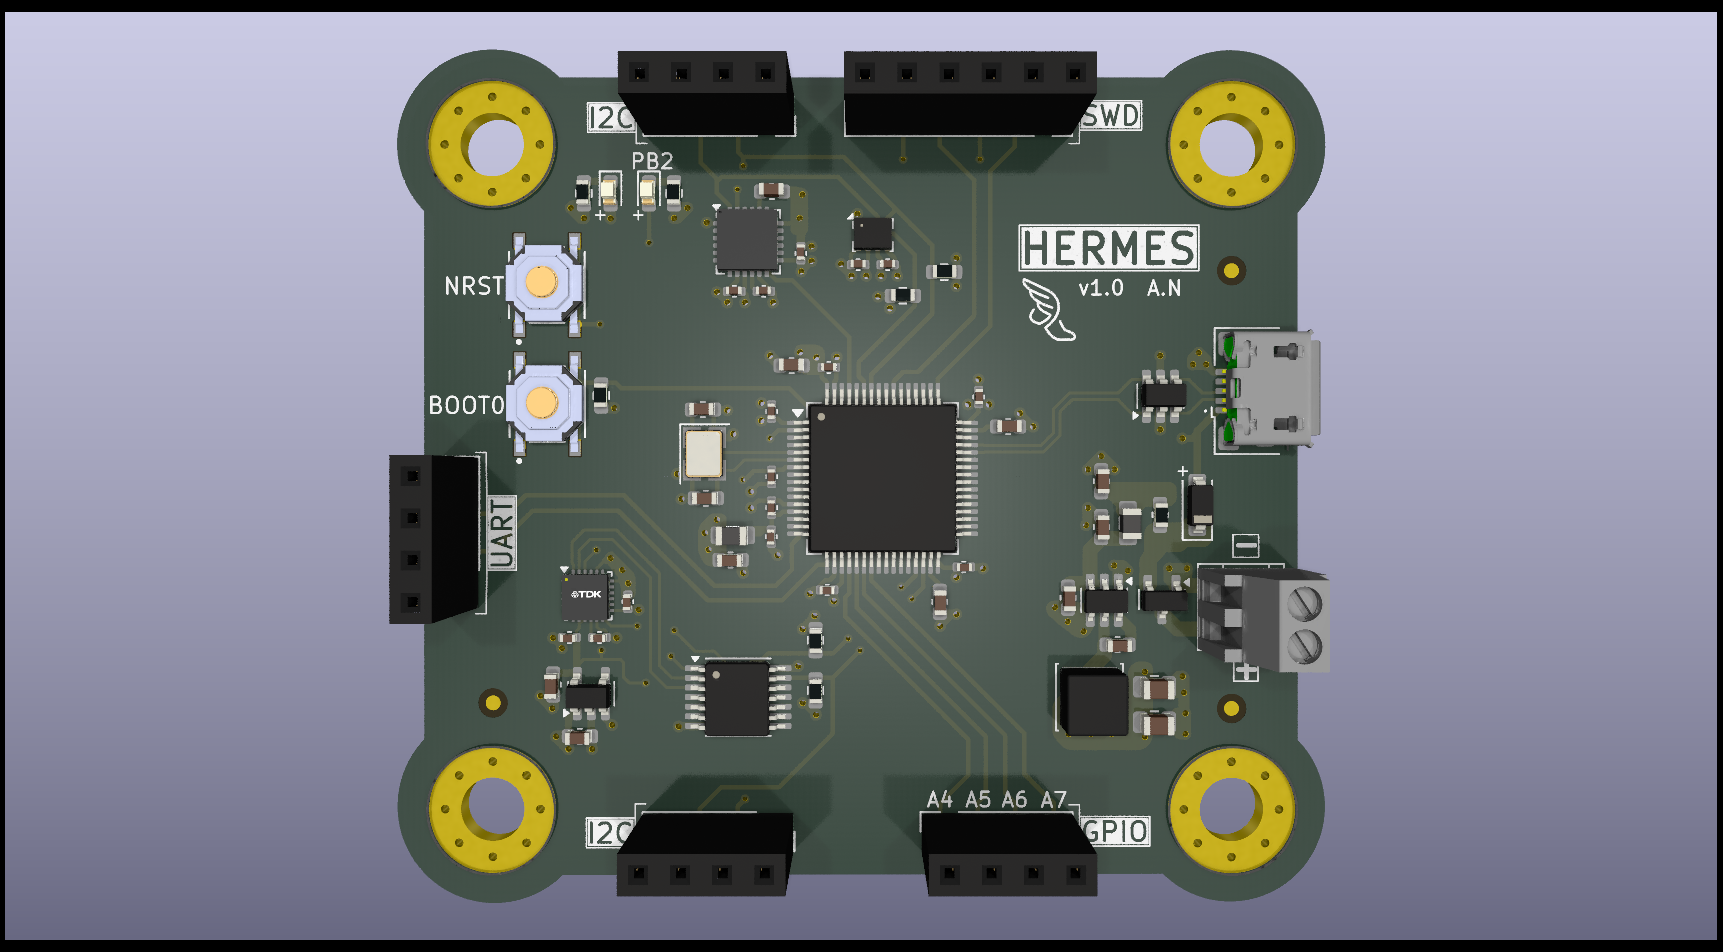 I2C
SWD
PB2
HERMES
v1.0 A.N
NRST
BOOT0
UART
TDK
A4 A5 A6 A7
I2C
GPIO